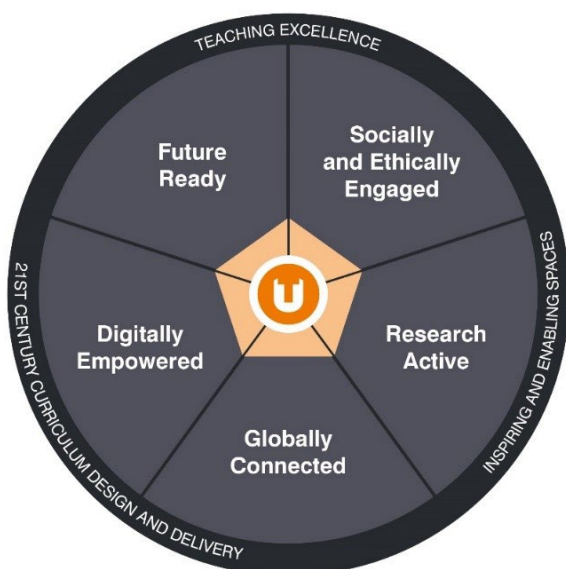 TEACHING EXCELLENCE
Future
Ready
Socially
and Ethically
Engaged
Digitally
Empowered
Research
Active
Globally
Connected
21ST CENTURY CURRICULUM DESIGN AND DELIVERY
INSPIRING AND ENABLING SPACES